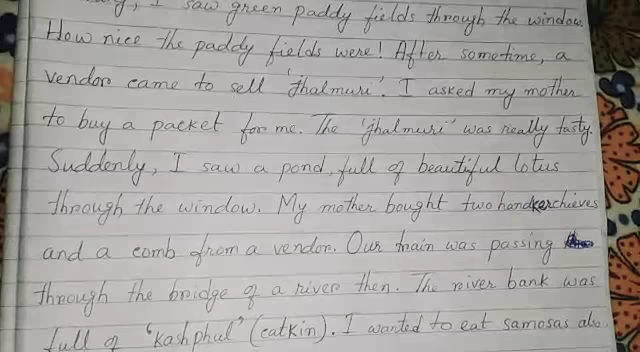 I saw green paddy fields through the window.
How nice the paddy fields were! After sometime, a
vendor came to sell 'Jhalmuri'. I asked my mother
to buy a packet for me. The 'jhalmuri' was really tasty.
Suddenly, I saw a pond, full of beautiful lotus
through the window. My mother bought two handkerchieves
and a comb from a vendor. Our train was passing
through the bridge of a river then. The river bank was
full of 'kashphul' (catkin). I wanted to eat samosas also